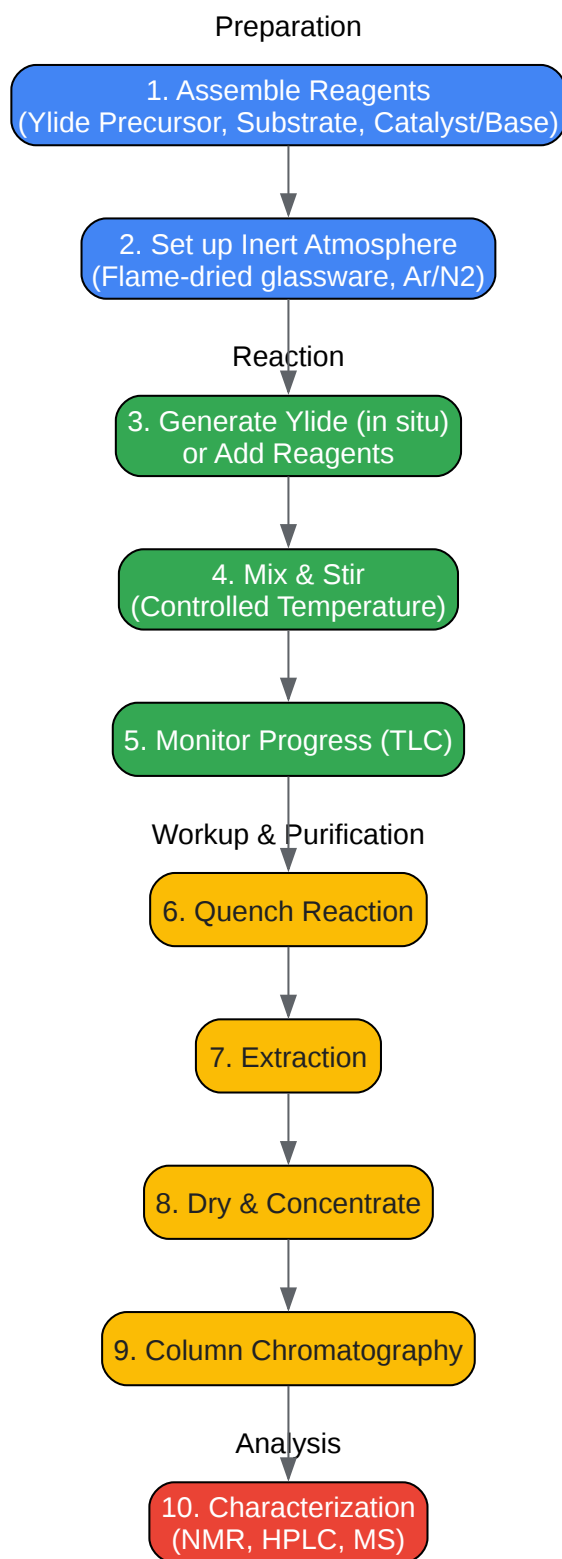 Preparation
1. Assemble Reagents
(Ylide Precursor, Substrate, Catalyst/Base)
2. Set up Inert Atmosphere
(Flame-dried glassware, Ar/N2)
Reaction
3. Generate Ylide (in situ)
or Add Reagents
4. Mix & Stir
(Controlled Temperature)
5. Monitor Progress (TLC)
Workup & Purification
6. Quench Reaction
7. Extraction
8. Dry & Concentrate
9. Column Chromatography
Analysis
10. Characterization
(NMR, HPLC, MS)